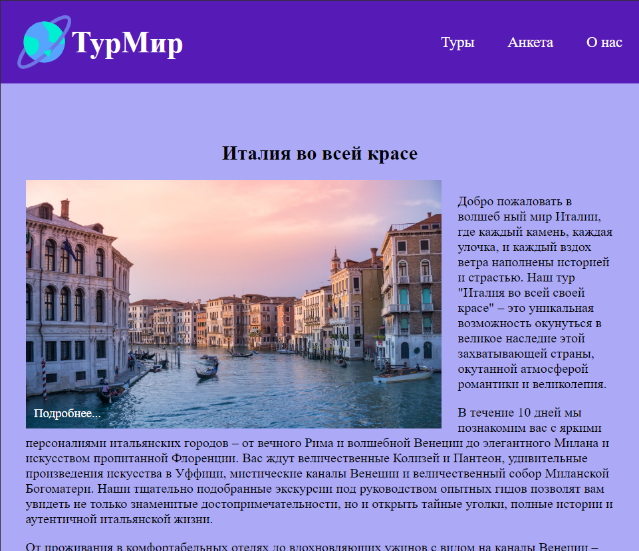 ТурМир
Туры Анкета О нас
Италия во всей красе
Добро пожаловать в
волшеб ный мир Италии,
где каждый камень, каждая
улочка, и каждый вздох
ветра наполнены историей
и страстью. Наш тур
"Италия во всей своей
красе" – это уникальная
возможность окунуться в
великое наследие этой
захватывающей страны,
окутанной атмосферой
романтики и великолепия.
Подробнее...
В течение 10 дней мы
познакомим вас с яркими
персоналиями итальянских городов – от вечного Рима и волшебной Венеции до элегантного Милана и
искусством пропитанной Флоренции. Вас ждут величественные Колизей и Пантеон, удивительные
произведения искусства в Уффици, мистические каналы Венеции и величественный собор Миланской
Богоматери. Наши тщательно подобранные экскурсии под руководством опытных гидов позволят вам
увидеть не только знаменитые достопримечательности, но и открыть тайные уголки, полные истории и
аутентичной итальянской жизни.
От проживания в комфортабельных отелях до вдохновляющих ужинов с видом на каналы Венеции –